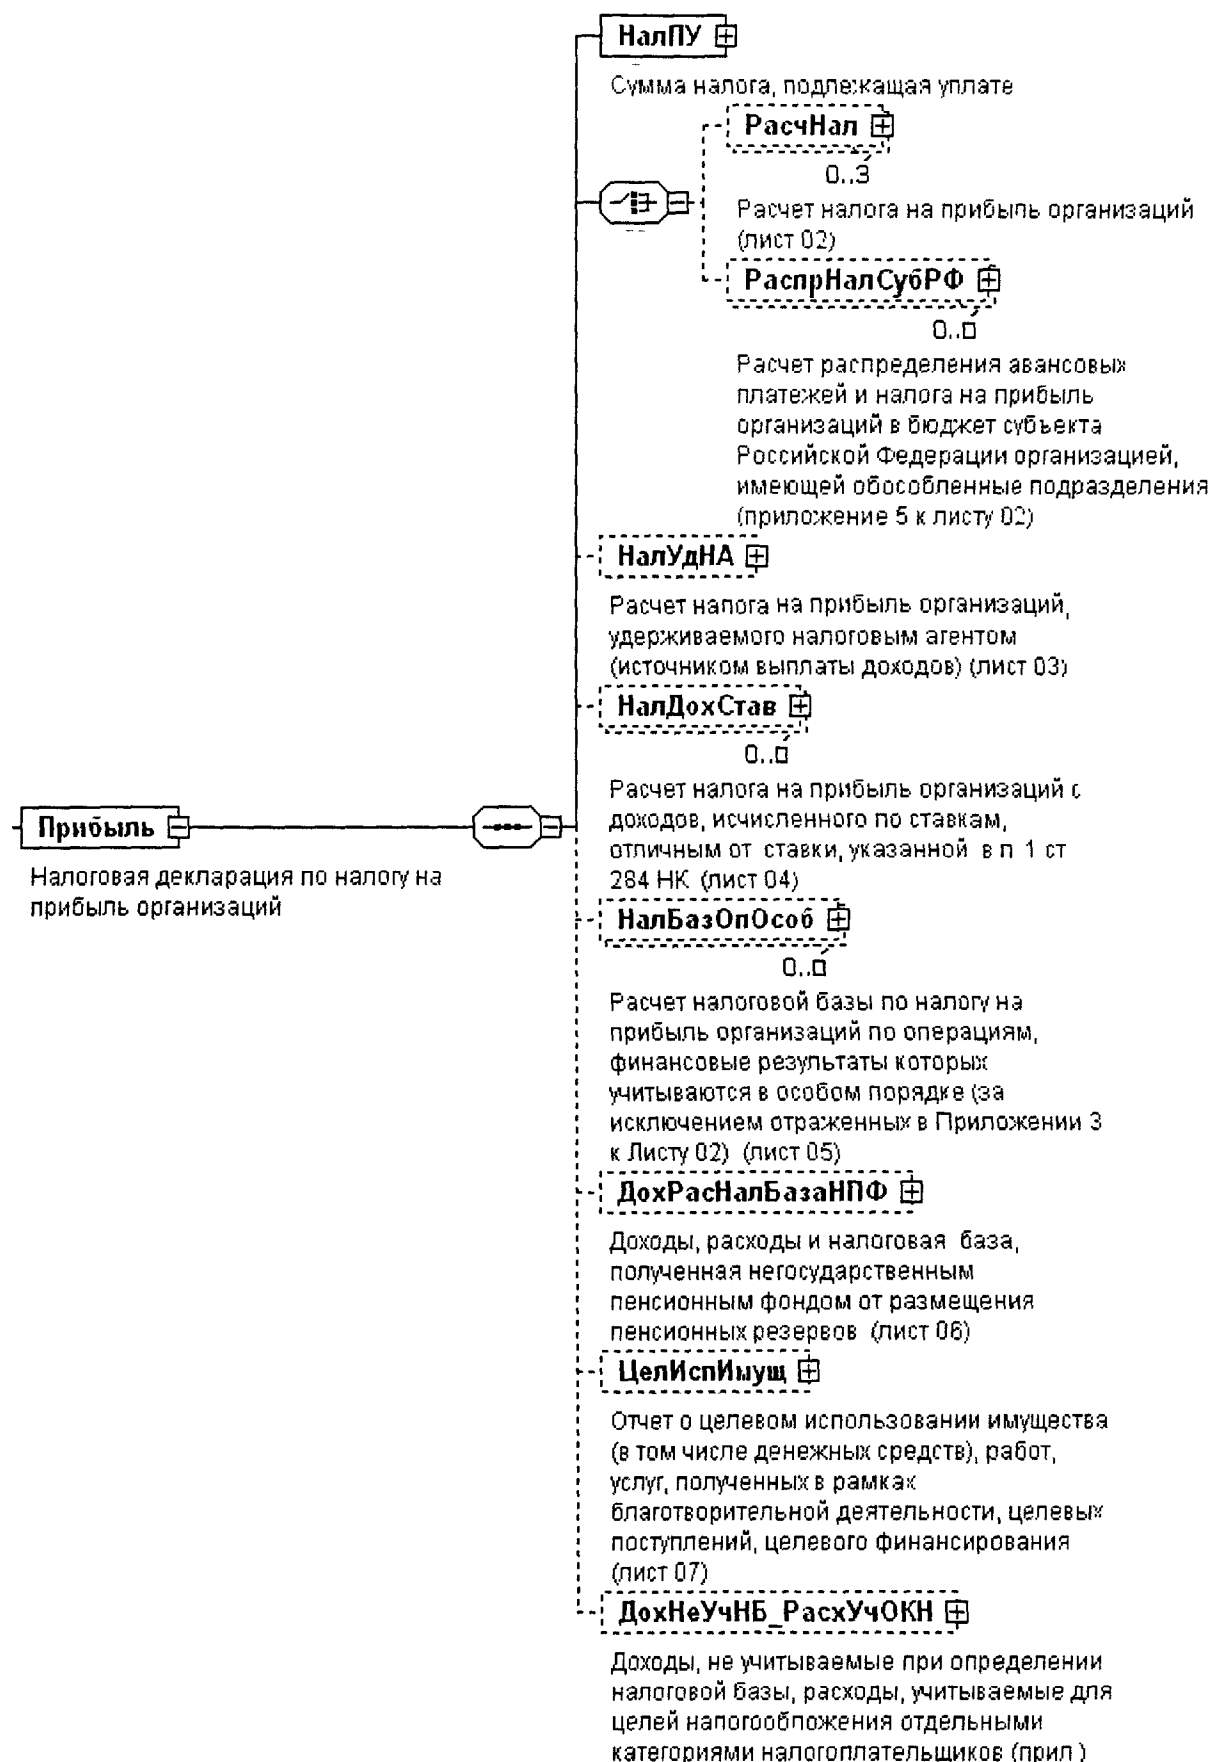 НалПУ
Сумма налога, подлежащая уплате
РасчНал
0..3
Расчет налога на прибыль организаций
(лист 02)
РаспрНалСубРФ
0..□
Расчет распределения авансовых
платежей и налога на прибыль
организаций в бюджет субъекта
Российской Федерации организацией,
имеющей обособленные подразделения
(приложение 5 к листу 02)
НалУдНА
Расчет налога на прибыль организаций,
удерживаемого налоговым агентом
(источником выплаты доходов) (лист 03)
НалДохСтав
0..□
Расчет налога на прибыль организаций с
доходов, исчисленного по ставкам,
отличным от ставки, указанной в п 1 ст
284 НК (лист 04)
Прибыль
Налоговая декларация по налогу на
прибыль организаций
НалБазОпОсоб
0..□
Расчет налоговой базы по налогу на
прибыль организаций по операциям,
финансовые результаты которых
учитываются в особом порядке (за
исключением отраженных в Приложении 3
к Листу 02) (лист 05)
ДохРасНалБазаНПФ
Доходы, расходы и налоговая база,
полученная негосударственным
пенсионным фондом от размещения
пенсионных резервов (лист 06)
ЦелИспИмущ
Отчет о целевом использовании имущества
(в том числе денежных средств), работ,
услуг, полученных в рамках
благотворительной деятельности, целевых
поступлений, целевого финансирования
(лист 07)
ДохНеУчНБ_РасхУчОКН
Доходы, не учитываемые при определении
налоговой базы, расходы, учитываемые для
целей налогообложения отдельными
категориями налогоплательщиков (прил )